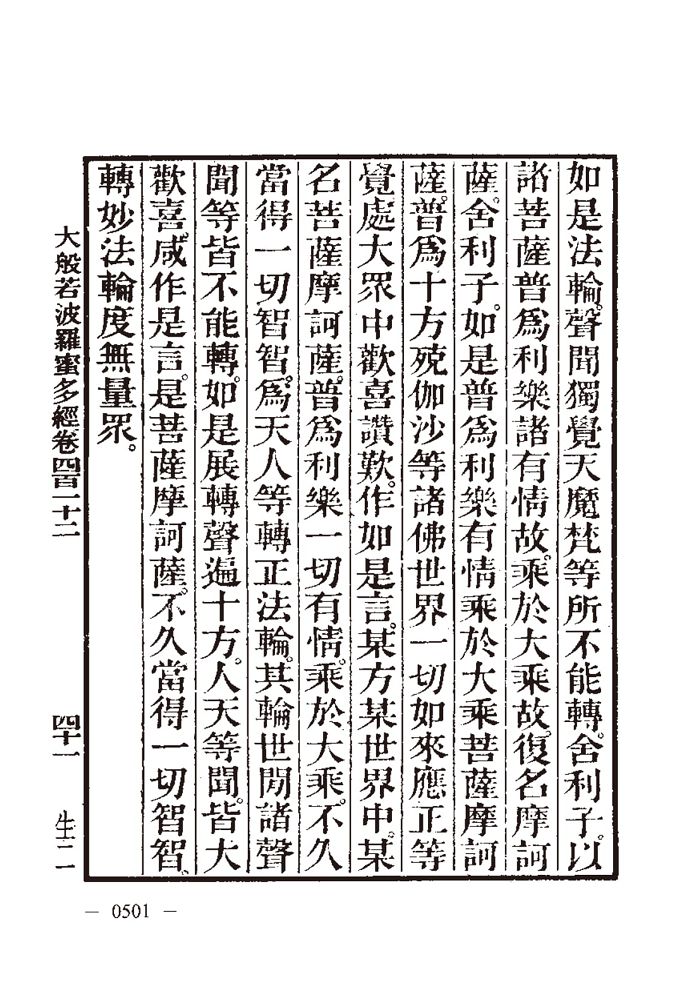 如是法輪。聲聞獨覺天魔梵等所不能轉。舍利子。以
諸菩薩普爲利樂諸有情故。乘於大乘故。復名摩訶
薩。舍利子。如是普爲利樂有情乘於大乘菩薩摩訶
薩。普爲十方殑伽沙等諸佛世界一切如來應正等
覺處大眾中歡喜讚歎。作如是言。某方某世界中。某
名菩薩摩訶薩。普爲利樂一切有情。乘於大乘。不久
當得一切智智。爲天人等轉正法輪。其輪世閒諸聲
聞等皆不能轉。如是展轉聲遍十方。人天等聞。皆大
歡喜。咸作是言。是菩薩摩訶薩。不久當得一切智智、
轉妙法輪度無量眾。
大般若波羅蜜多經卷四百一十二 四十一 生二
— 0501 —